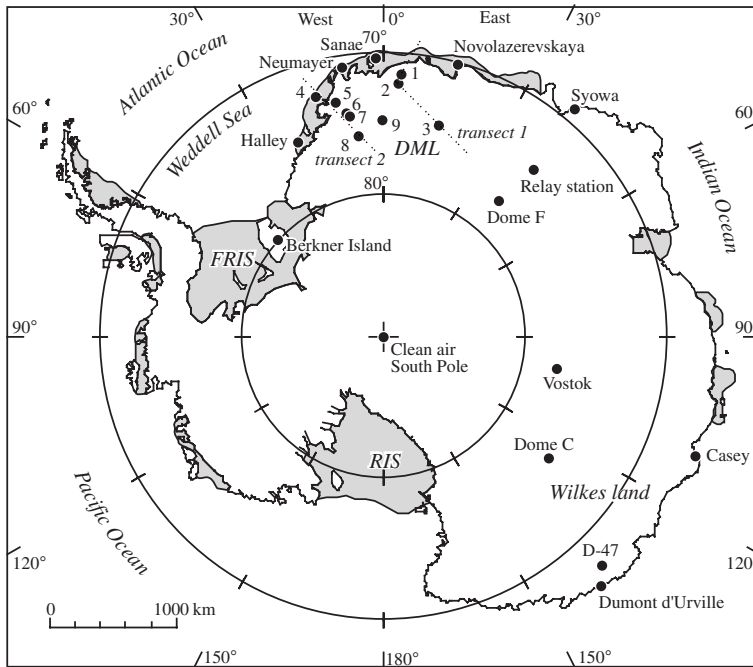 30°
West
0°
East
30°
Atlantic Ocean
Sanae
70°
Novolazerevskaya
Neumayer
1
2
4
5
6
7
8
9
3
transect 1
Syowa
60°
60°
Weddell Sea
Halley
transect 2
DML
Indian Ocean
Relay station
80°
Dome F
Berkner Island
FRIS
90°
90°
Clean air
South Pole
Vostok
Dome C
Casey
RIS
Wilkes land
Pacific Ocean
D-47
120°
120°
Dumont d'Urville
0
1000 km
150°
180°
150°